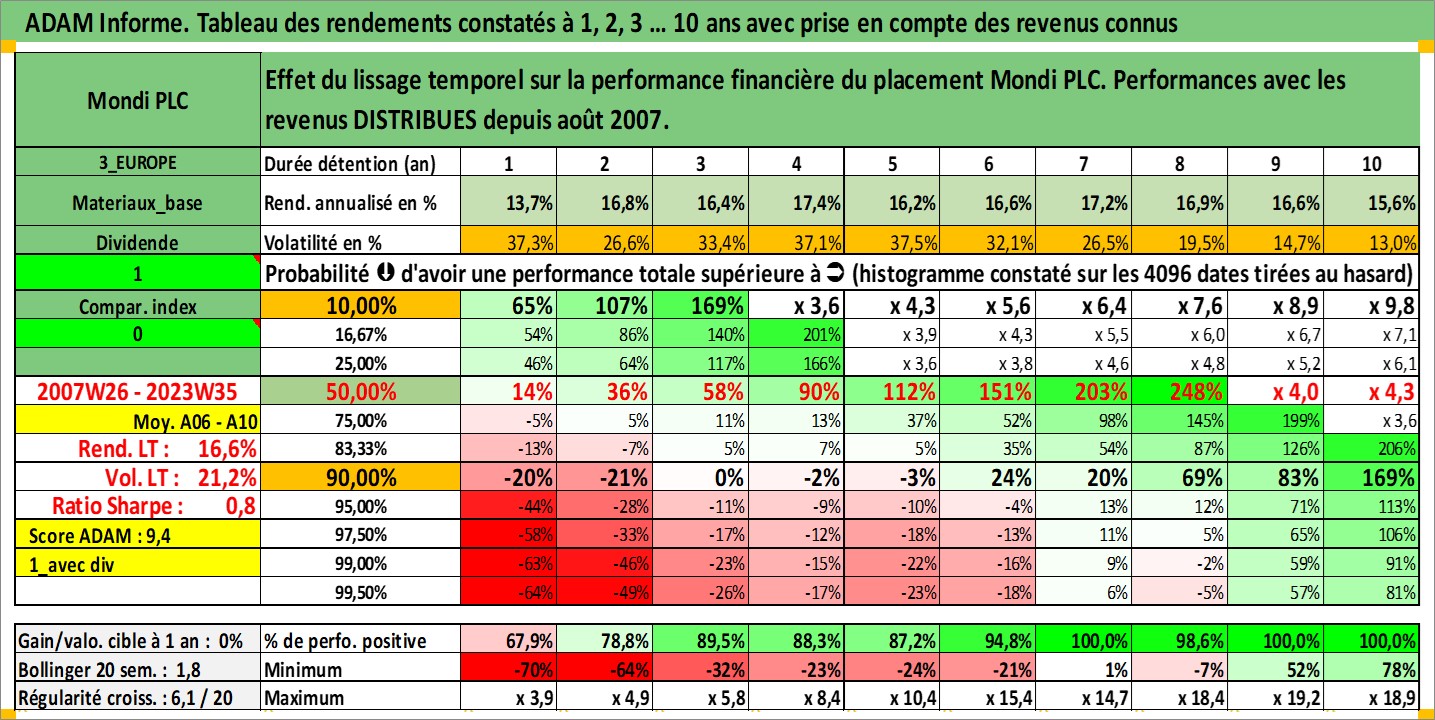 ADAM Informe. Tableau des rendements constatés à 1, 2, 3 ... 10 ans avec prise en compte des revenus connus
Mondi PLC
Effet du lissage temporel sur la performance financière du placement Mondi PLC. Performances avec les
revenus DISTRIBUES depuis août 2007.
3_EUROPE Durée détention (an) 1 2 3 4 5 6 7 8 9 10
Materiaux_base Rend. annualisé en % 13,7% 16,8% 16,4% 17,4% 16,2% 16,6% 17,2% 16,9% 16,6% 15,6%
Dividende Volatilité en % 37,3% 26,6% 33,4% 37,1% 37,5% 32,1% 26,5% 19,5% 14,7% 13,0%
1 Probabilité d'avoir une performance totale supérieure à (histogramme constaté sur les 4096 dates tirées au hasard)
Compar. index 10,00% 65% 107% 169% x 3,6 x 4,3 x 5,6 x 6,4 x 7,6 x 8,9 x 9,8
0 16,67% 54% 86% 140% 201% x 3,9 x 4,3 x 5,5 x 6,0 x 6,7 x 7,1
25,00% 46% 64% 117% 166% x 3,6 x 3,8 x 4,6 x 4,8 x 5,2 x 6,1
2007W26 - 2023W35 50,00% 14% 36% 58% 90% 112% 151% 203% 248% x 4,0 x 4,3
Moy. A06 - A10 75,00% -5% 5% 11% 13% 37% 52% 98% 145% 199% x 3,6
Rend. LT : 16,6% 83,33% -13% -7% 5% 7% 5% 35% 54% 87% 126% 206%
Vol. LT : 21,2% 90,00% -20% -21% 0% -2% -3% 24% 20% 69% 83% 169%
Ratio Sharpe : 0,8 95,00% -44% -28% -11% -9% -10% -4% 13% 12% 71% 113%
Score ADAM : 9,4 97,50% -58% -33% -17% -12% -18% -13% 11% 5% 65% 106%
1_avec div 99,00% -63% -46% -23% -15% -22% -16% 9% -2% 59% 91%
99,50% -64% -49% -26% -17% -23% -18% 6% -5% 57% 81%
Gain/valo. cible à 1 an : 0% % de perfo. positive 67,9% 78,8% 89,5% 88,3% 87,2% 94,8% 100,0% 98,6% 100,0% 100,0%
Bollinger 20 sem. : 1,8 Minimum -70% -64% -32% -23% -24% -21% 1% -7% 52% 78%
Régularité croiss. : 6,1 / 20 Maximum x 3,9 x 4,9 x 5,8 x 8,4 x 10,4 x 15,4 x 14,7 x 18,4 x 19,2 x 18,9